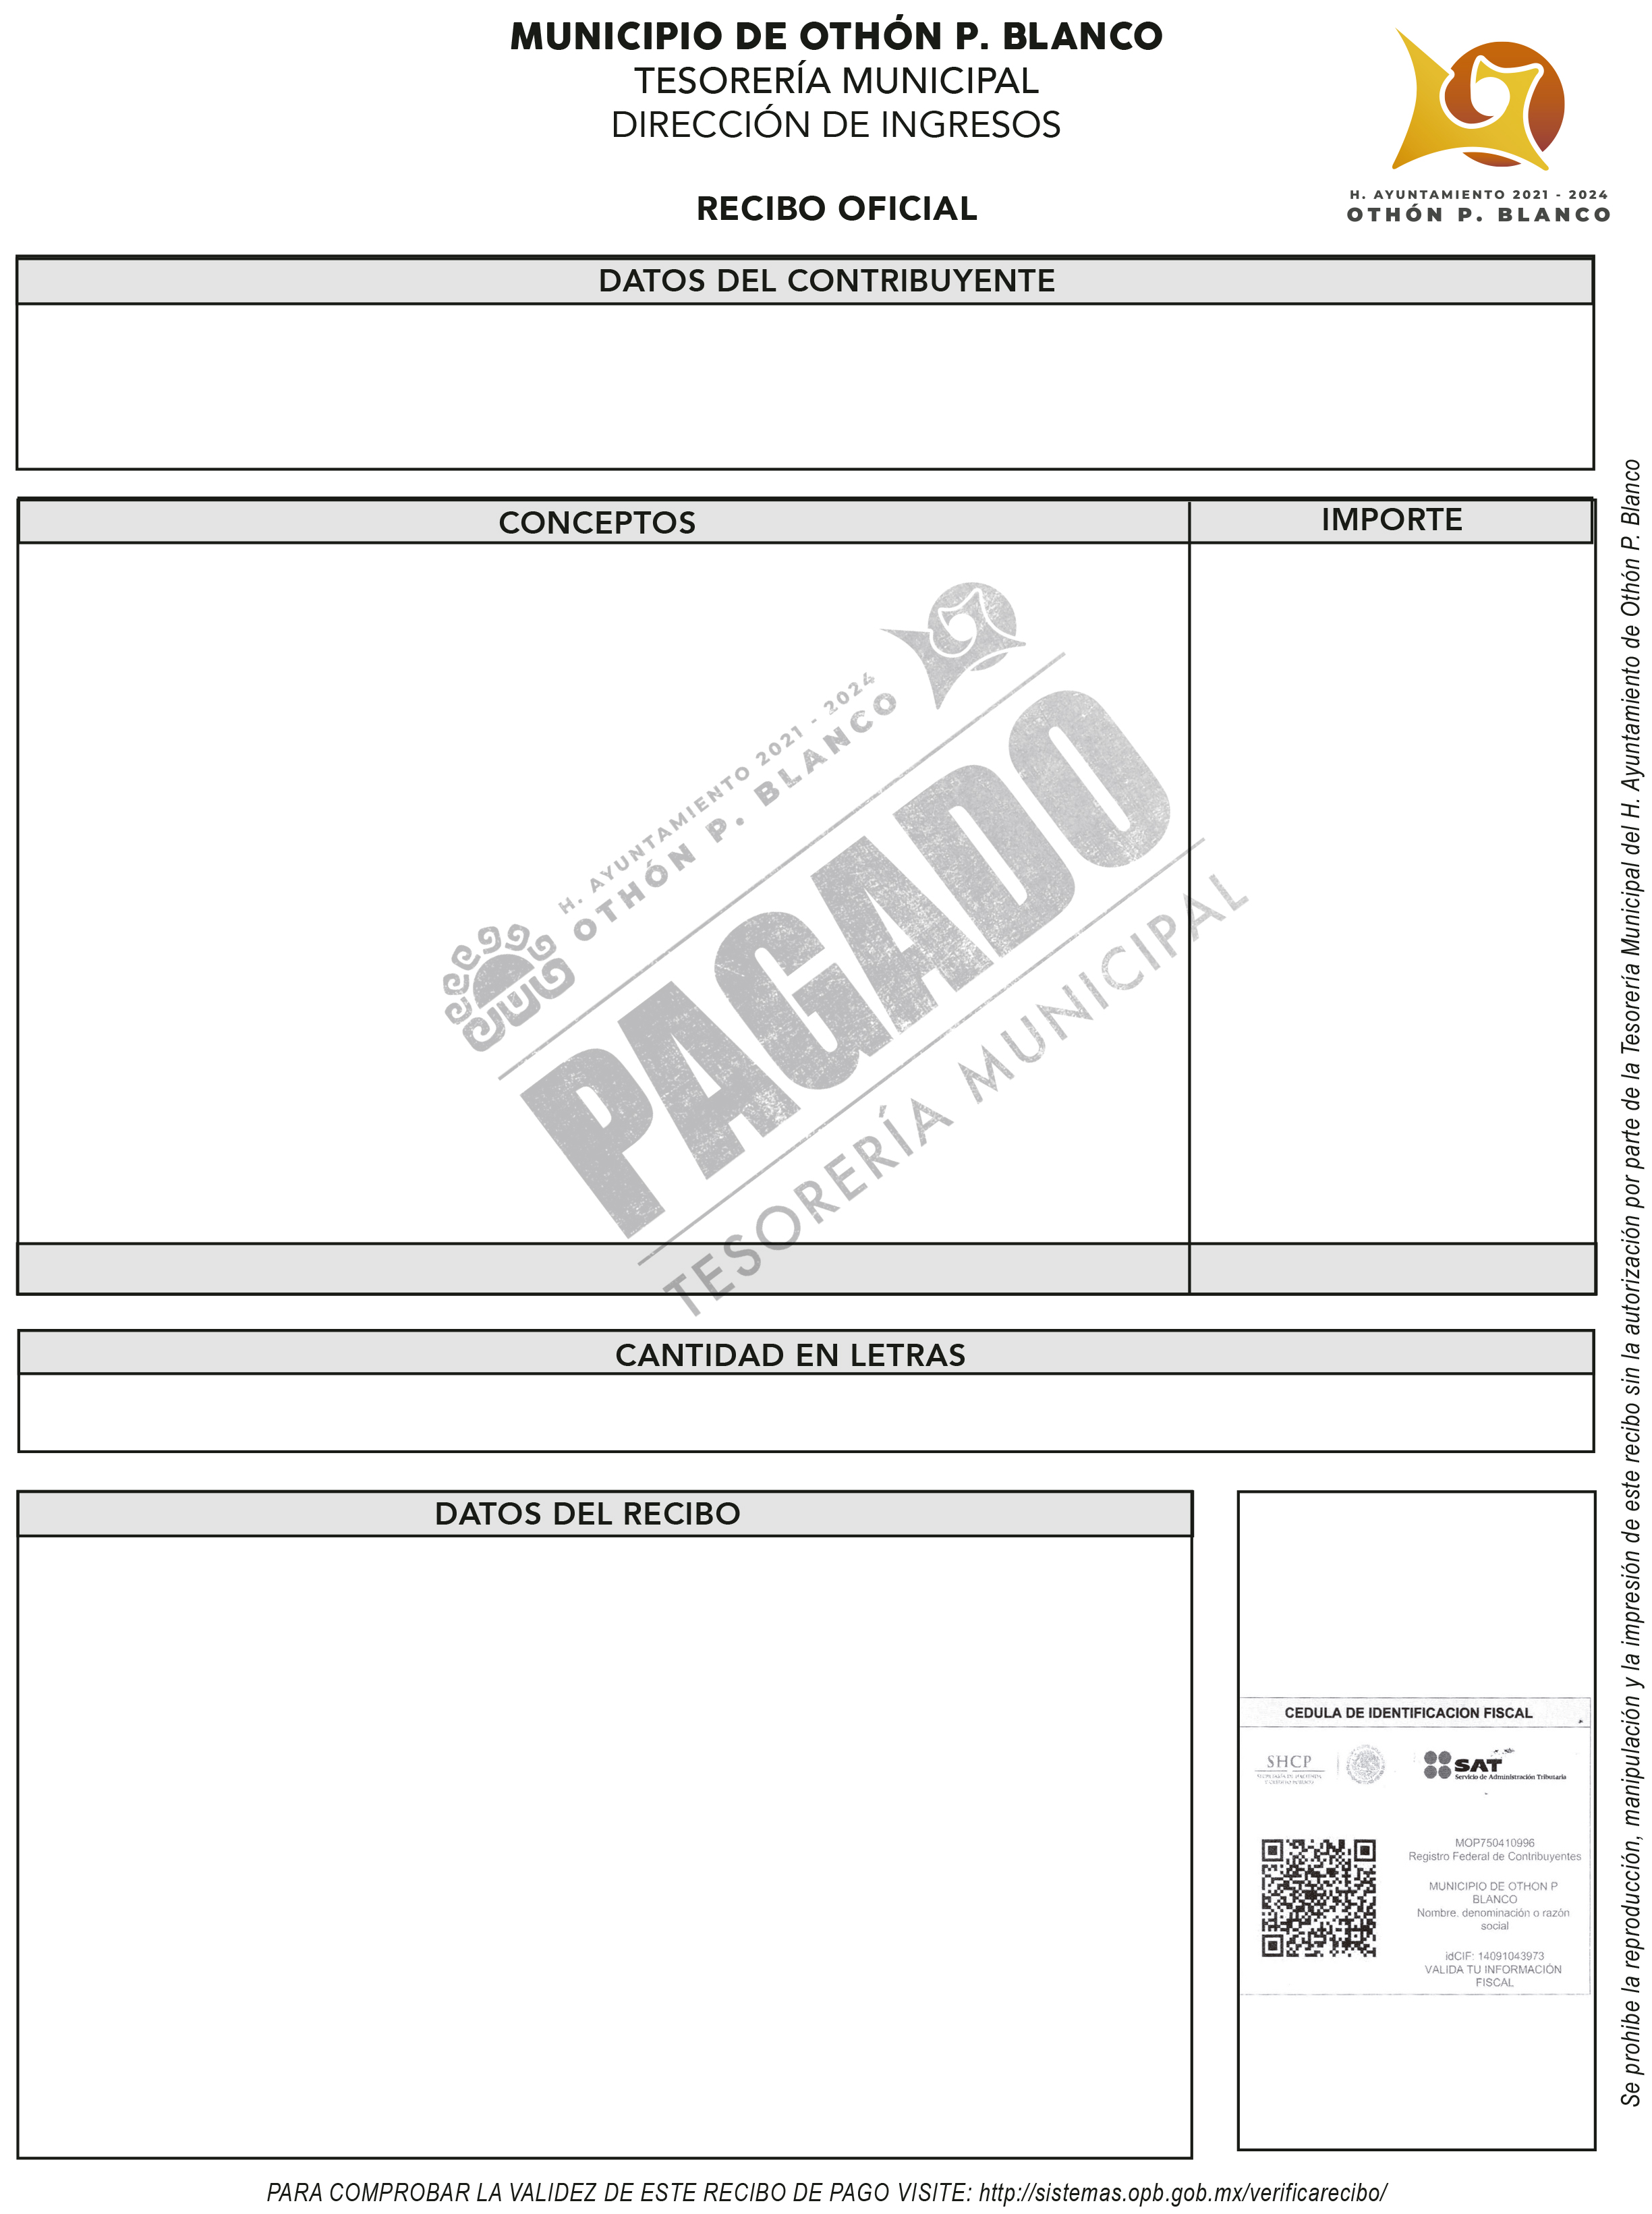 MUNICIPIO DE OTHÓN P. BLANCO
TESORERÍA MUNICIPAL
DIRECCIÓN DE INGRESOS
RECIBO OFICIAL
H. AYUNTAMIENTO 2021 - 2024
OTHÓN P. BLANCO
DATOS DEL CONTRIBUYENTE
CONCEPTOS
IMPORTE
H. AYUNTAMIENTO 2021 - 2024
OTHÓN P. BLANCO
PAGADO
TESORERÍA MUNICIPAL
CANTIDAD EN LETRAS
DATOS DEL RECIBO
CEDULA DE IDENTIFICACION FISCAL
SHCP
SAT
Servicio de Administración Tributaria
MOP750410996
Registro Federal de Contribuyentes
MUNICIPIO DE OTHON P
BLANCO
Nombre. denominación o razón
social
idCIF: 14091043973
VALIDA TU INFORMACIÓN
FISCAL
Se prohibe la reproducción, manipulación y la impresión de este recibo sin la autorización por parte de la Tesorería Municipal del H. Ayuntamiento de Othón P. Blanco
PARA COMPROBAR LA VALIDEZ DE ESTE RECIBO DE PAGO VISITE: http://sistemas.opb.gob.mx/verificarecibo/